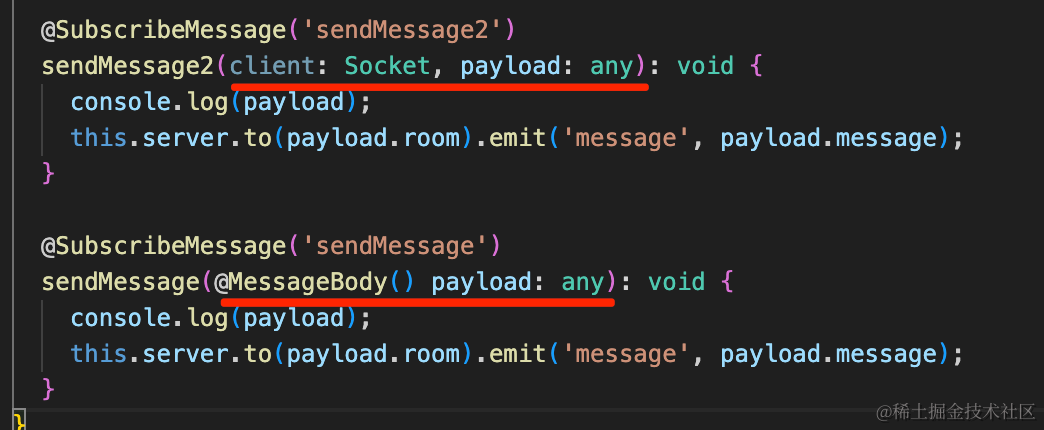 @SubscribeMessage('sendMessage2')
sendMessage2(client: Socket, payload: any): void {
console.log(payload);
this.server.to(payload.room).emit('message', payload.message);
}
@SubscribeMessage('sendMessage')
sendMessage(@MessageBody() payload: any): void {
console.log(payload);
this.server.to(payload.room).emit('message', payload.message);
}
}
@稀土掘金技术社区